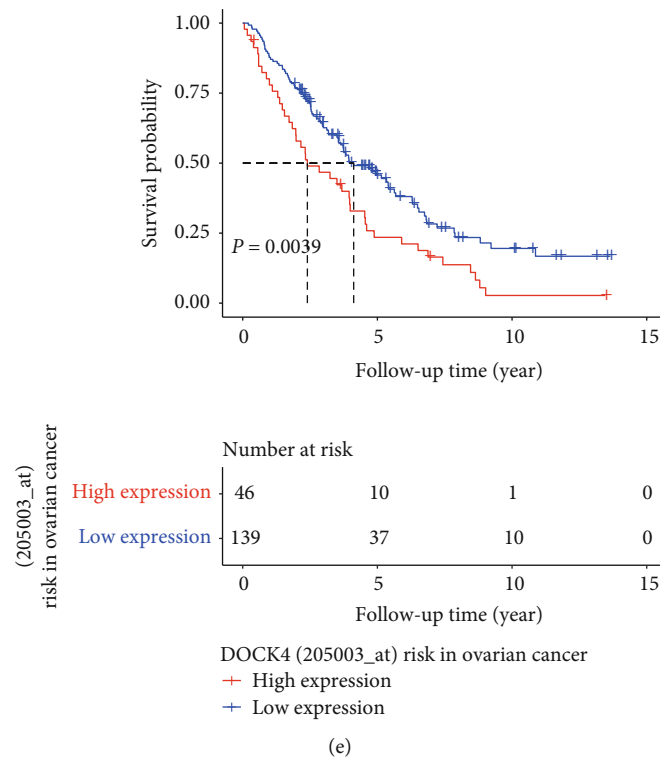 1.00
0.75
0.50
0.25
0.00
Survival probability
P = 0.0039
0 5 10 15
Follow-up time (year)
Number at risk
(205003_at)
risk in ovarian cancer
High expression 46 10 1 0
Low expression 139 37 10 0
0 5 10 15
Follow-up time (year)
DOCK4 (205003_at) risk in ovarian cancer
High expression
Low expression
(e)